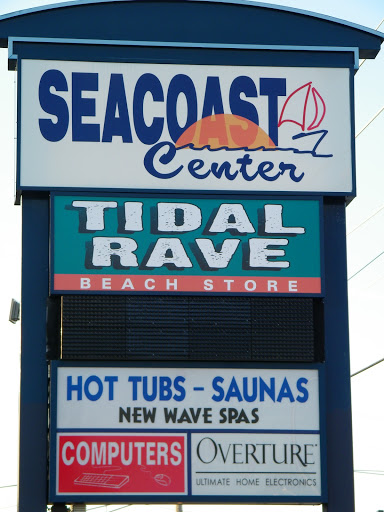 SEACOAST
Center
TIDAL
RAVE
BEACH STORE
HOT TUBS - SAUNAS
NEW WAVE SPAS
COMPUTERS
OVERTURE
ULTIMATE HOME ELECTRONICS